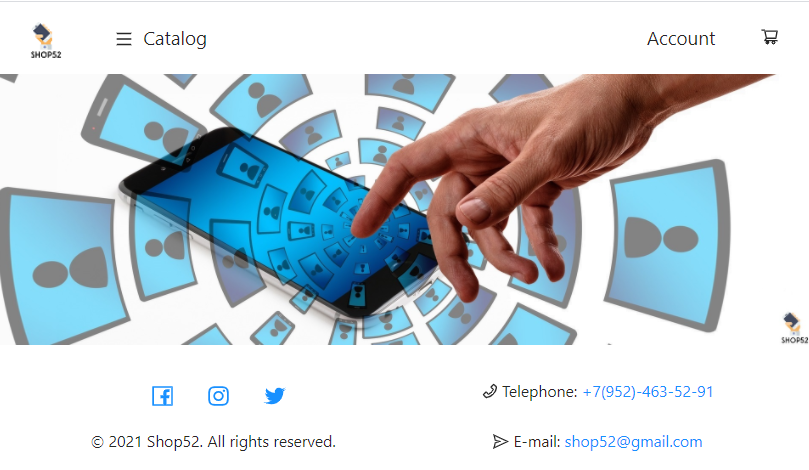 SHOP52
Catalog
Account
SHOP52
Telephone: +7(952)-463-52-91
© 2021 Shop52. All rights reserved.
E-mail: shop52@gmail.com